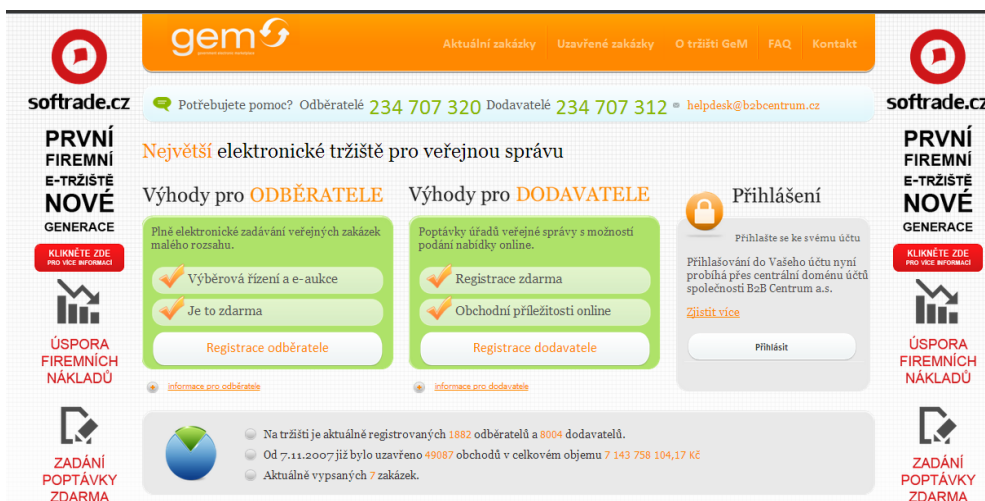 gem
Aktuální zakázky Uzavřené zakázky O tržišti GeM FAQ Kontakt
softrade.cz
PRVNÍ
FIREMNÍ
E-TRŽIŠTĚ
NOVÉ
GENERACE
KLIKNĚTE ZDE
PRO VÍCE INFORMACÍ
ÚSPORA
FIREMNÍCH
NÁKLADŮ
ZADÁNÍ
POPTÁVKY
ZDARMA
Potřebujete pomoc? Odběratelé 234 707 320 Dodavatelé 234 707 312 helpdesk@b2bcentrum.cz
Největší elektronické tržiště pro veřejnou správu
Výhody pro ODBĚRATELE
Plně elektronické zadávání veřejných zakázek
malého rozsahu.
Výběrová řízení a e-aukce
Je to zdarma
Registrace odběratele
informace pro odběratele
Výhody pro DODAVATELE
Poptávky úřadů veřejné správy s možností
podání nabídky online.
Registrace zdarma
Obchodní příležitosti online
Registrace dodavatele
informace pro dodavatele
Přihlášení
Přihlašte se ke svému účtu
Přihlašování do Vašeho účtu nyní
probíhá přes centrální doménu účtů
společnosti B2B Centrum a.s.
Zjistit více
Přihlásit
Na tržišti je aktuálně registrovaných 1882 odběratelů a 8004 dodavatelů.
Od 7.11.2007 již bylo uzavřeno 49087 obchodů v celkovém objemu 7 143 758 104,17 Kč
Aktuálně vypsaných 7 zakázek.
softrade.cz
PRVNÍ
FIREMNÍ
E-TRŽIŠTĚ
NOVÉ
GENERACE
KLIKNĚTE ZDE
PRO VÍCE INFORMACÍ
ÚSPORA
FIREMNÍCH
NÁKLADŮ
ZADÁNÍ
POPTÁVKY
ZDARMA